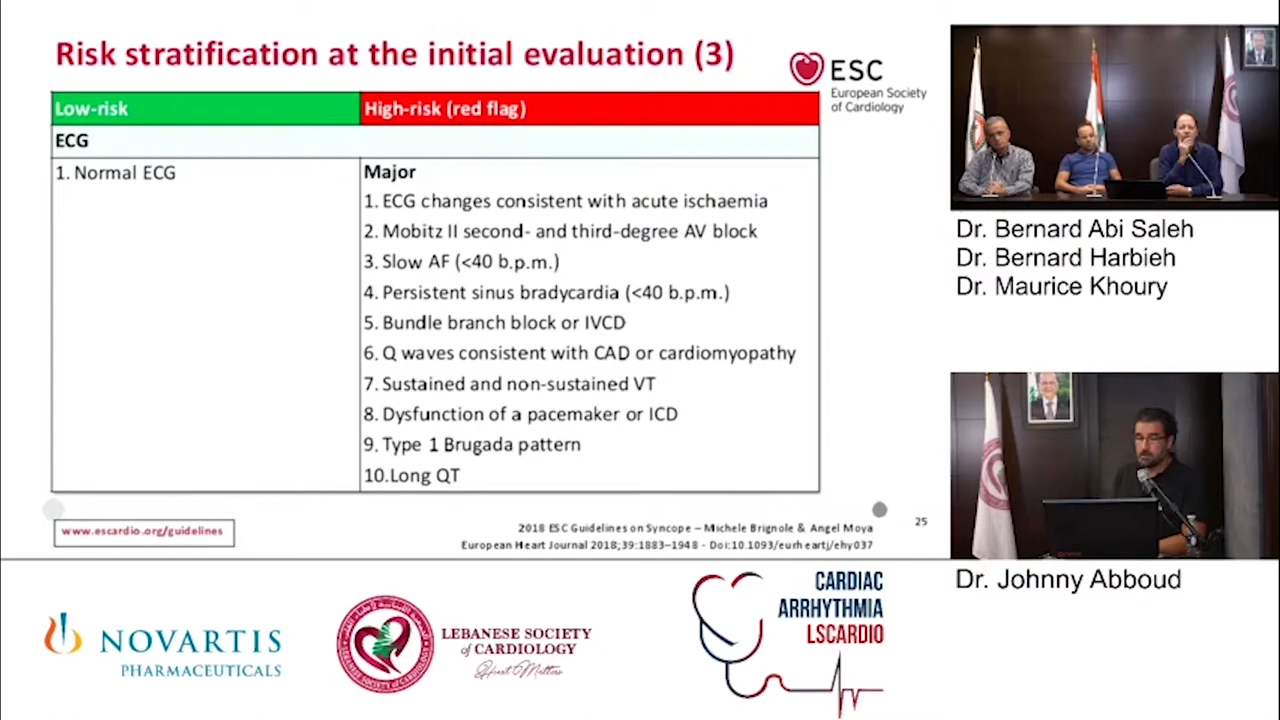 Risk stratification at the initial evaluation (3)
ESC
European Society
of Cardiology
Low-risk
High-risk (red flag)
ECG
1. Normal ECG
Major
1. ECG changes consistent with acute ischaemia
2. Mobitz II second- and third-degree AV block
3. Slow AF (<40 b.p.m.)
4. Persistent sinus bradycardia (<40 b.p.m.)
5. Bundle branch block or IVCD
6. Q waves consistent with CAD or cardiomyopathy
7. Sustained and non-sustained VT
8. Dysfunction of a pacemaker or ICD
9. Type 1 Brugada pattern
10.Long QT
www.escardio.org/guidelines
2018 ESC Guidelines on Syncope – Michele Brignole & Angel Moya
European Heart Journal 2018;39:1883–1948 - Doi:10.1093/eurheartj/ehy037
25
Dr. Bernard Abi Saleh
Dr. Bernard Harbieh
Dr. Maurice Khoury
Dr. Johnny Abboud
NOVARTIS
PHARMACEUTICALS
LEBANESE SOCIETY
of CARDIOLOGY
Heart Matters
CARDIAC
ARRHYTHMIA
LSCARDIO